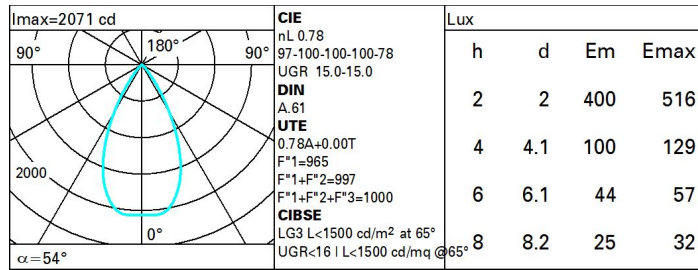 Imax=2071 cd
90° 180° 90°
2000
0°
α=54°
CIE
nL 0.78
97-100-100-100-78
UGR 15.0-15.0
DIN
A.61
UTE
0.78A+0.00T
F"1=965
F"1+F"2=997
F"1+F"2+F"3=1000
CIBSE
LG3 L<1500 cd/m² at 65°
UGR<16 | L<1500 cd/mq @65°
Lux
h d Em Emax
2 2 400 516
4 4.1 100 129
6 6.1 44 57
8 8.2 25 32